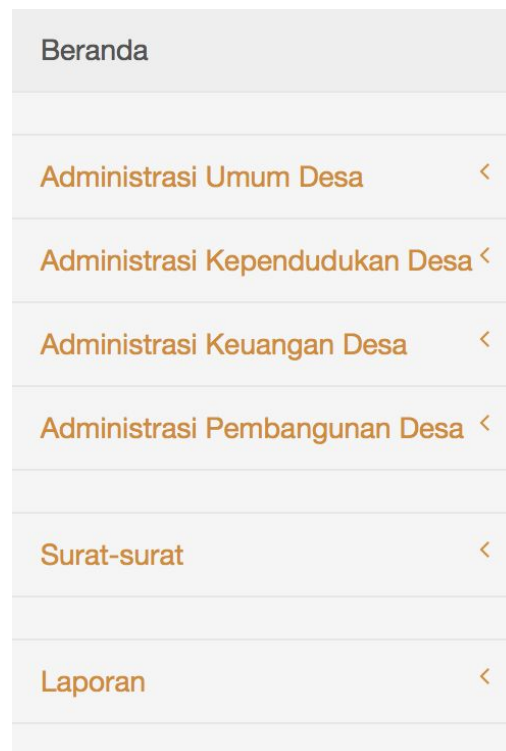 Beranda
Administrasi Umum Desa
Administrasi Kependudukan Desa
Administrasi Keuangan Desa
Administrasi Pembangunan Desa
Surat-surat
Laporan